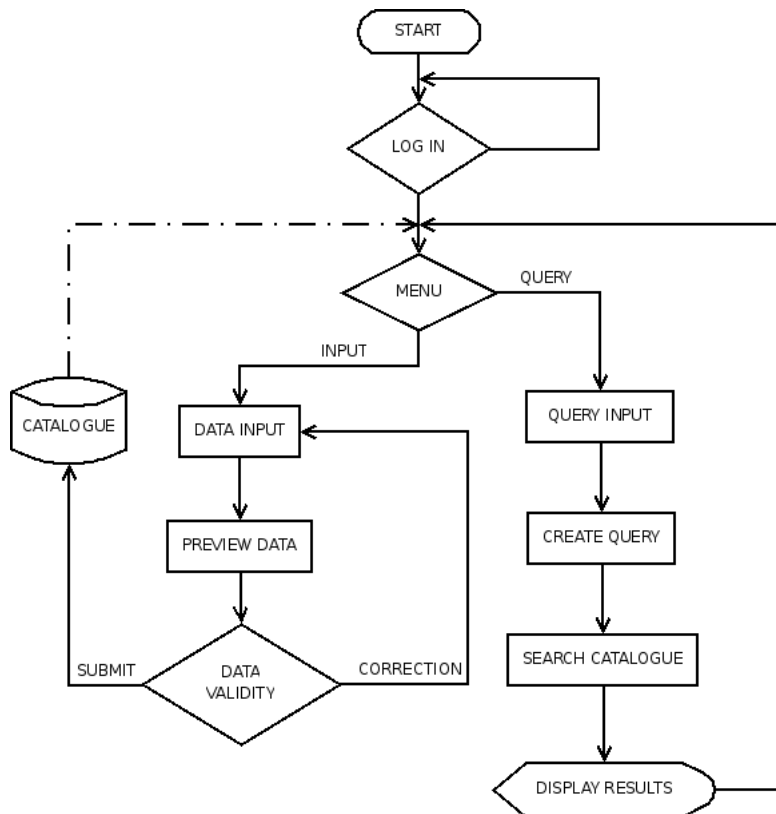 START
LOG IN
MENU
QUERY
INPUT
CATALOGUE
DATA INPUT
QUERY INPUT
PREVIEW DATA
CREATE QUERY
SUBMIT
DATA
VALIDITY
CORRECTION
SEARCH CATALOGUE
DISPLAY RESULTS